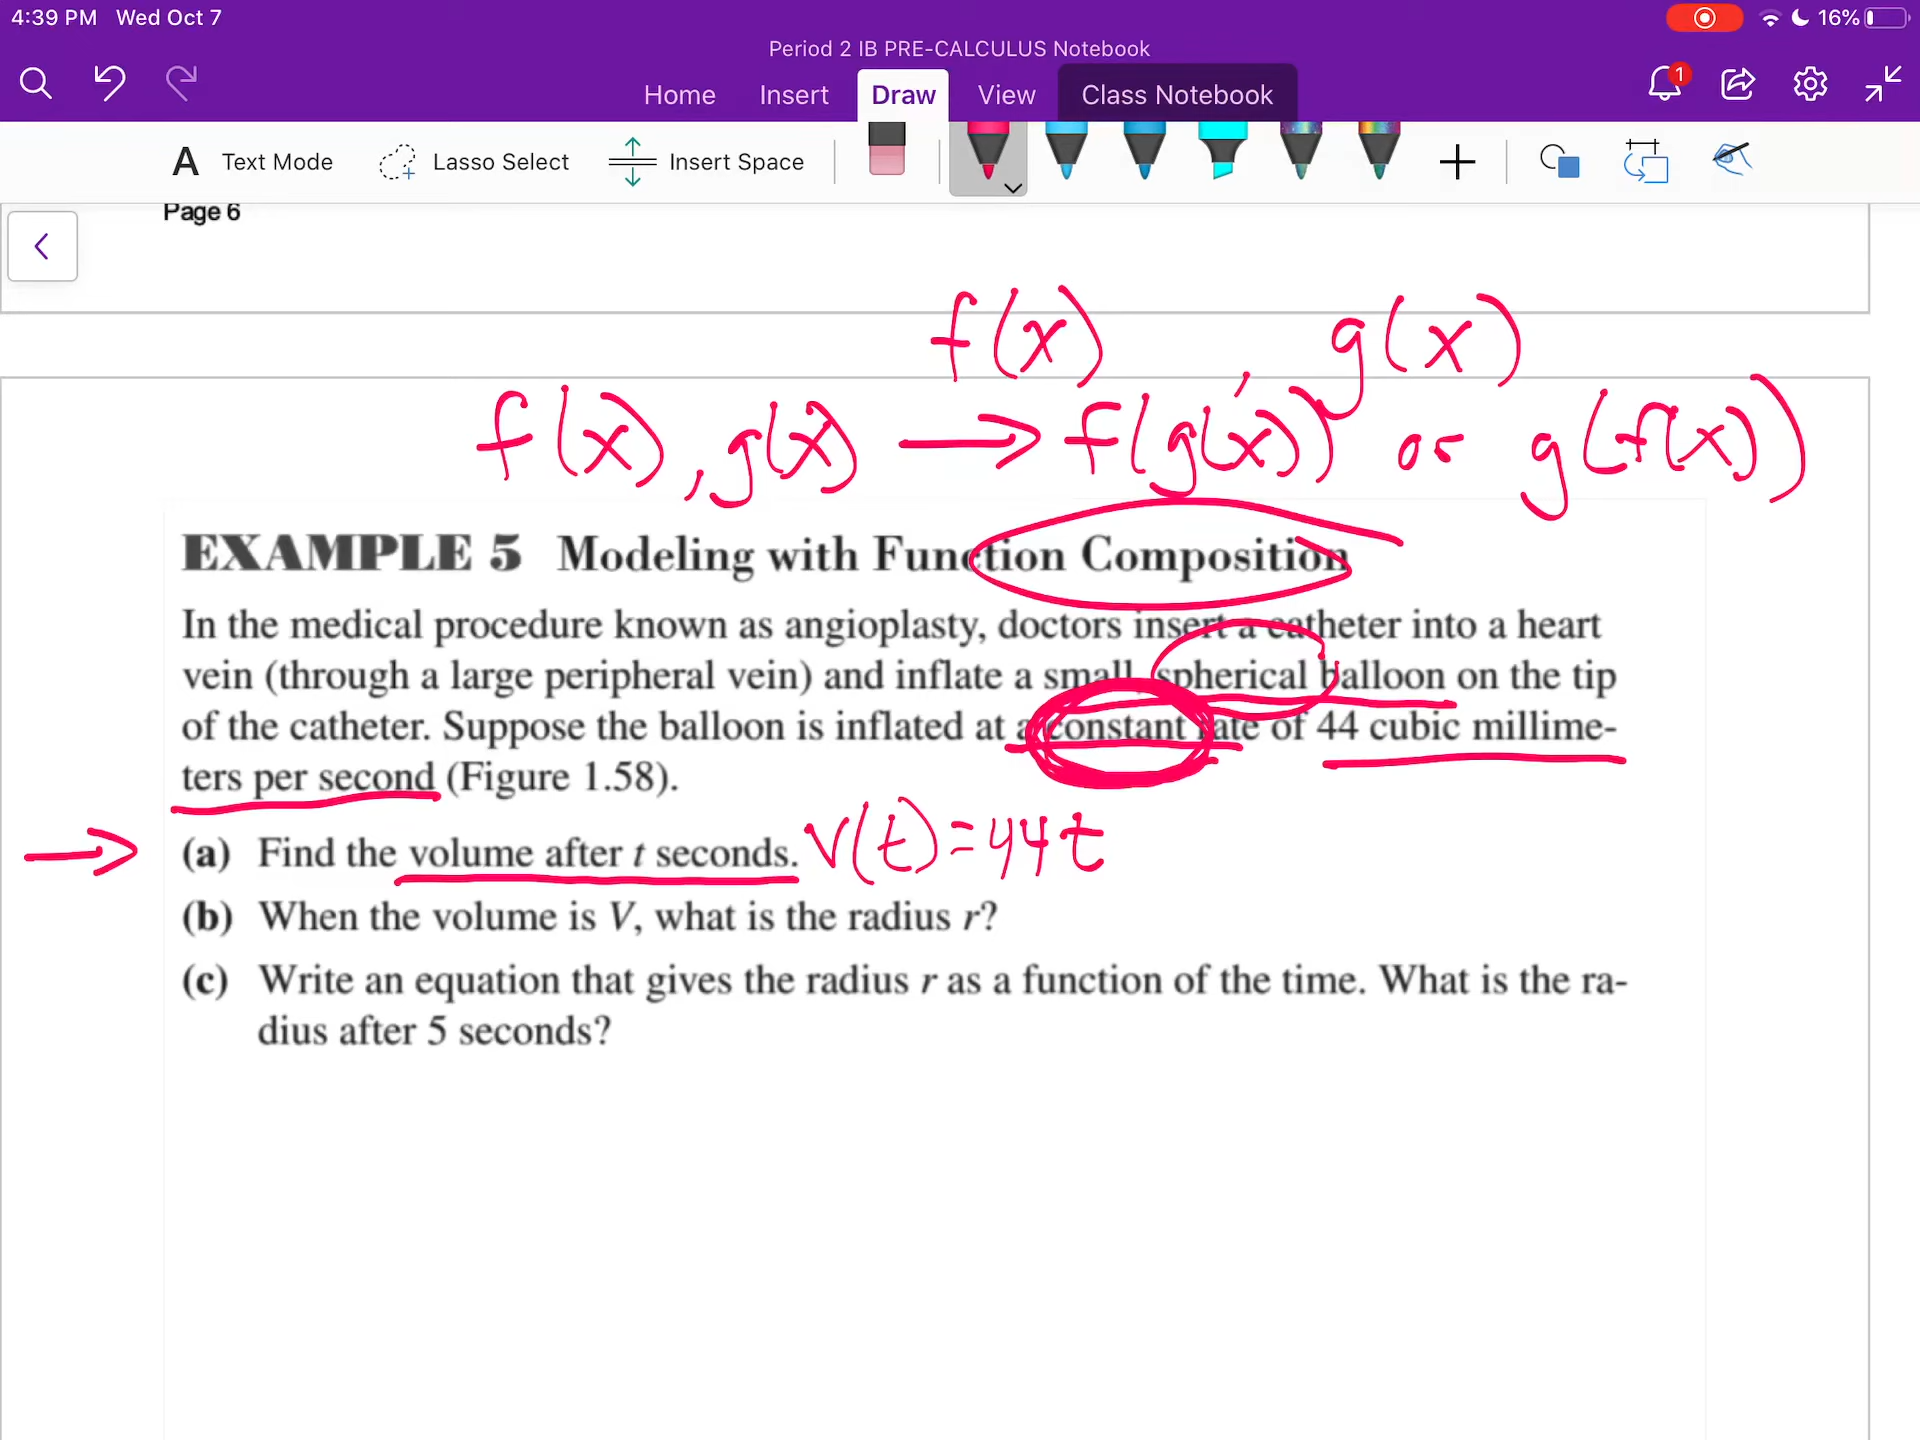 4:39 PM Wed Oct 7
16%
Period 2 IB PRE-CALCULUS Notebook
Home Insert Draw View Class Notebook
1
A Text Mode Lasso Select Insert Space
Page 6
f(x), g(x)
f(x), g(x) → f(g(x)) or g(f(x))
EXAMPLE 5 Modeling with Function Composition
In the medical procedure known as angioplasty, doctors insert a catheter into a heart
vein (through a large peripheral vein) and inflate a small, spherical balloon on the tip
of the catheter. Suppose the balloon is inflated at a constant rate of 44 cubic millime-
ters per second (Figure 1.58).
(a) Find the volume after t seconds. V(t)=44t
(b) When the volume is V, what is the radius r?
(c) Write an equation that gives the radius r as a function of the time. What is the ra-
dius after 5 seconds?